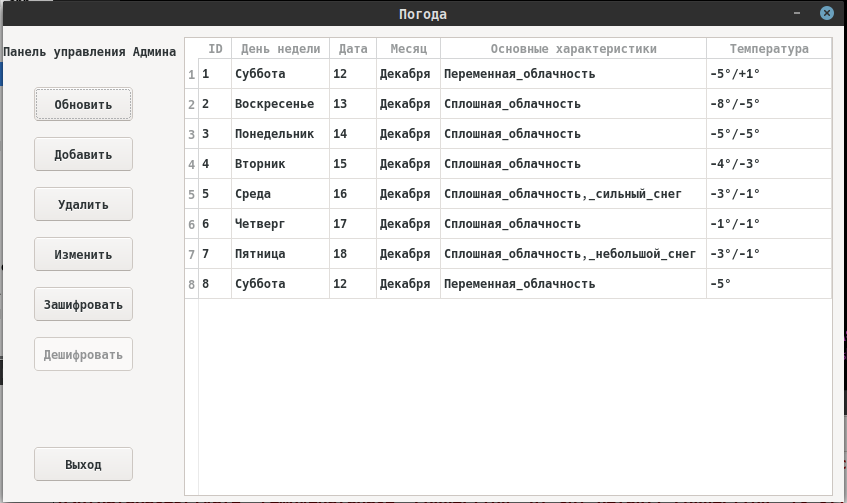 Погода
Панель управления Админа
Обновить
Добавить
Удалить
Изменить
Зашифровать
Дешифровать
Выход
ID День недели Дата Месяц Основные характеристики Температура
1 1 Суббота 12 Декабря Переменная_облачность -5°/+1°
2 2 Воскресенье 13 Декабря Сплошная_облачность -8°/-5°
3 3 Понедельник 14 Декабря Сплошная_облачность -5°/-5°
4 4 Вторник 15 Декабря Сплошная_облачность -4°/-3°
5 5 Среда 16 Декабря Сплошная_облачность,_сильный_снег -3°/-1°
6 6 Четверг 17 Декабря Сплошная_облачность -1°/-1°
7 7 Пятница 18 Декабря Сплошная_облачность,_небольшой_снег -3°/-1°
8 8 Суббота 12 Декабря Переменная_облачность -5°